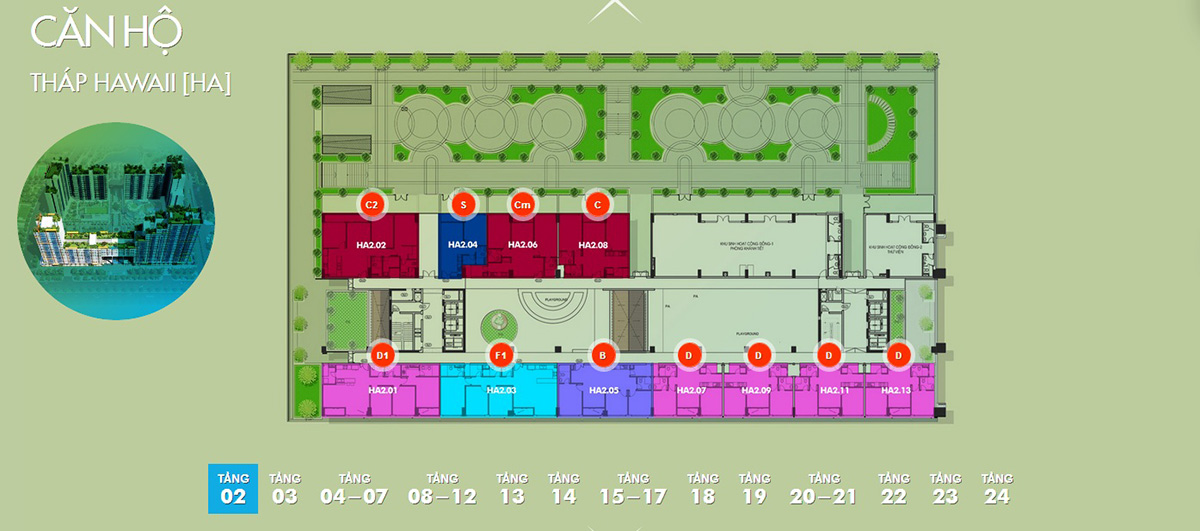 CĂN HỘ
THÁP HAWAII [HA]
C2
S
Cm
C
HA2.02
HA2.04
HA2.06
HA2.08
KHU SINH HOẠT CỘNG ĐỒNG-1
PHÒNG KHÁNH TIẾT
KHU SINH HOẠT CỘNG ĐỒNG-2
THƯ VIỆN
PLAYGROUND
PLAYGROUND
D1
F1
B
D
D
D
D
HA2.01
HA2.03
HA2.05
HA2.07
HA2.09
HA2.11
HA2.13
TẦNG
02
TẦNG
03
TẦNG
04–07
TẦNG
08–12
TẦNG
13
TẦNG
14
TẦNG
15–17
TẦNG
18
TẦNG
19
TẦNG
20–21
TẦNG
22
TẦNG
23
TẦNG
24